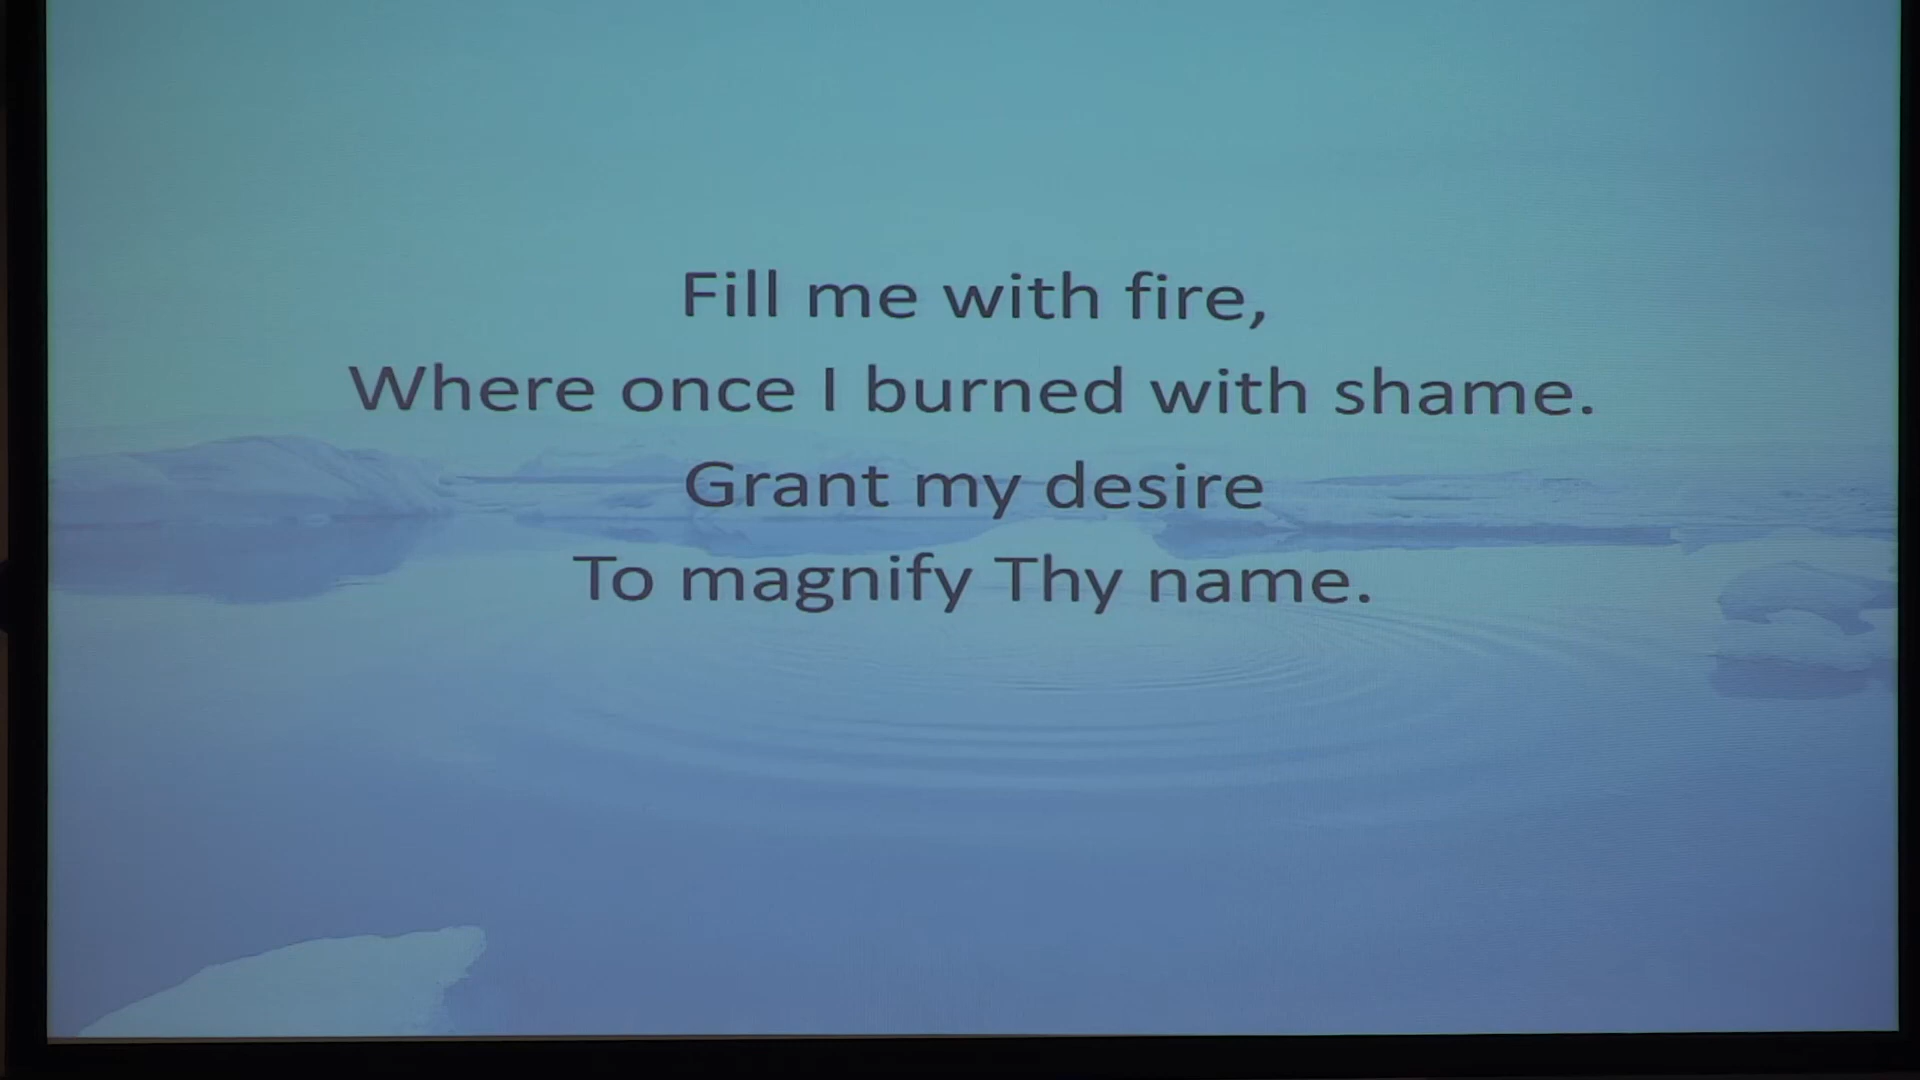 Fill me with fire,
Where once I burned with shame.
Grant my desire
To magnify Thy name.